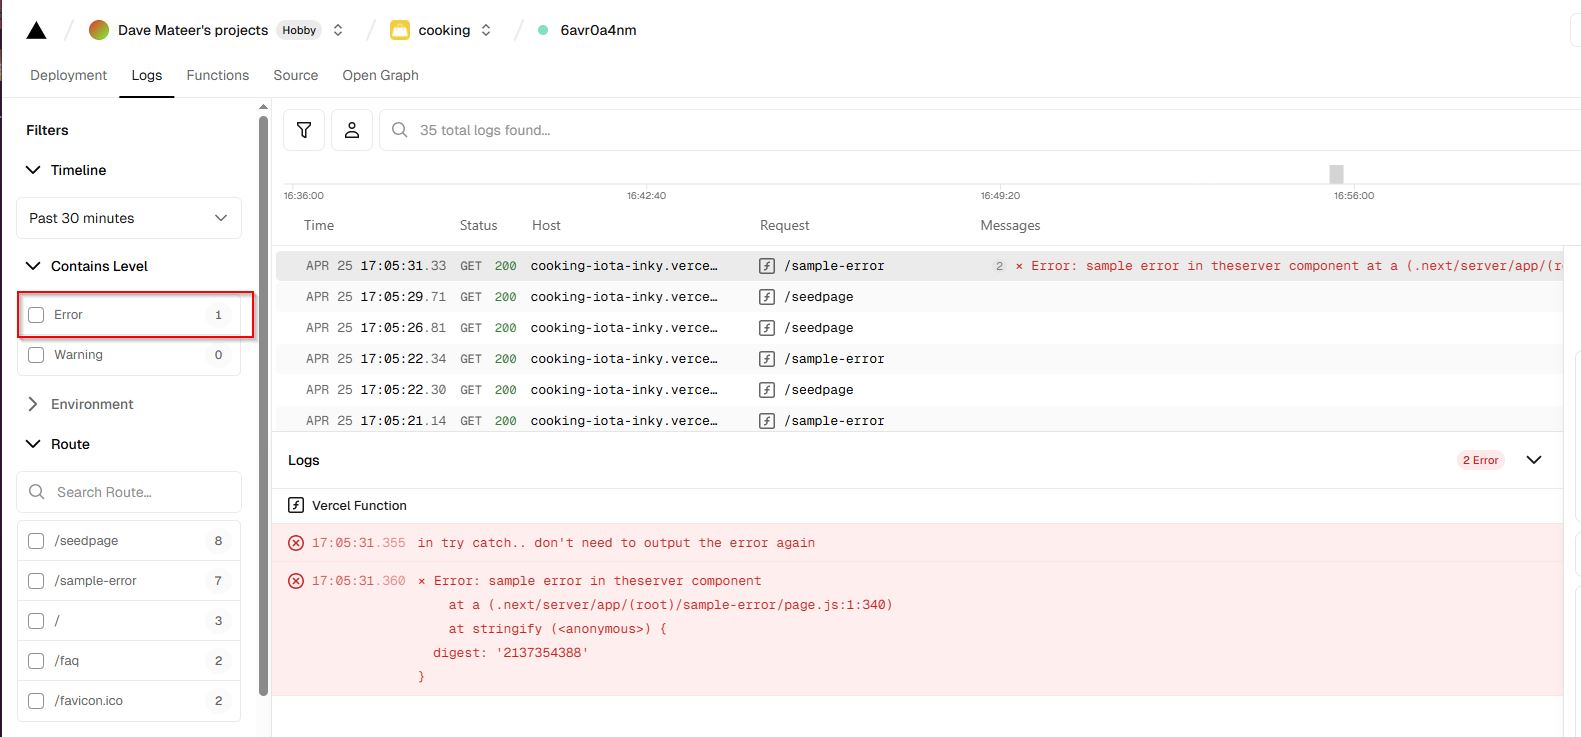 Dave Mateer's projects Hobby cooking 6avr0a4nm
Deployment Logs Functions Source Open Graph
Filters
Timeline
Past 30 minutes
Contains Level
Error 1
Warning 0
Environment
Route
Search Route...
/seedpage 8
/sample-error 7
/ 3
/faq 2
/favicon.ico 2
35 total logs found...
16:36:00 16:42:40 16:49:20 16:56:00
Time Status Host Request Messages
APR 25 17:05:31.33 GET 200 cooking-iota-inky.verce… /sample-error 2 × Error: sample error in theserver component at a (.next/server/app/(r
APR 25 17:05:29.71 GET 200 cooking-iota-inky.verce… /seedpage
APR 25 17:05:26.81 GET 200 cooking-iota-inky.verce… /seedpage
APR 25 17:05:22.34 GET 200 cooking-iota-inky.verce… /sample-error
APR 25 17:05:22.30 GET 200 cooking-iota-inky.verce… /seedpage
APR 25 17:05:21.14 GET 200 cooking-iota-inky.verce… /sample-error
Logs 2 Error
Vercel Function
17:05:31.355 in try catch.. don't need to output the error again
17:05:31.360 × Error: sample error in theserver component
at a (.next/server/app/(root)/sample-error/page.js:1:340)
at stringify (<anonymous>) {
digest: '2137354388'
}